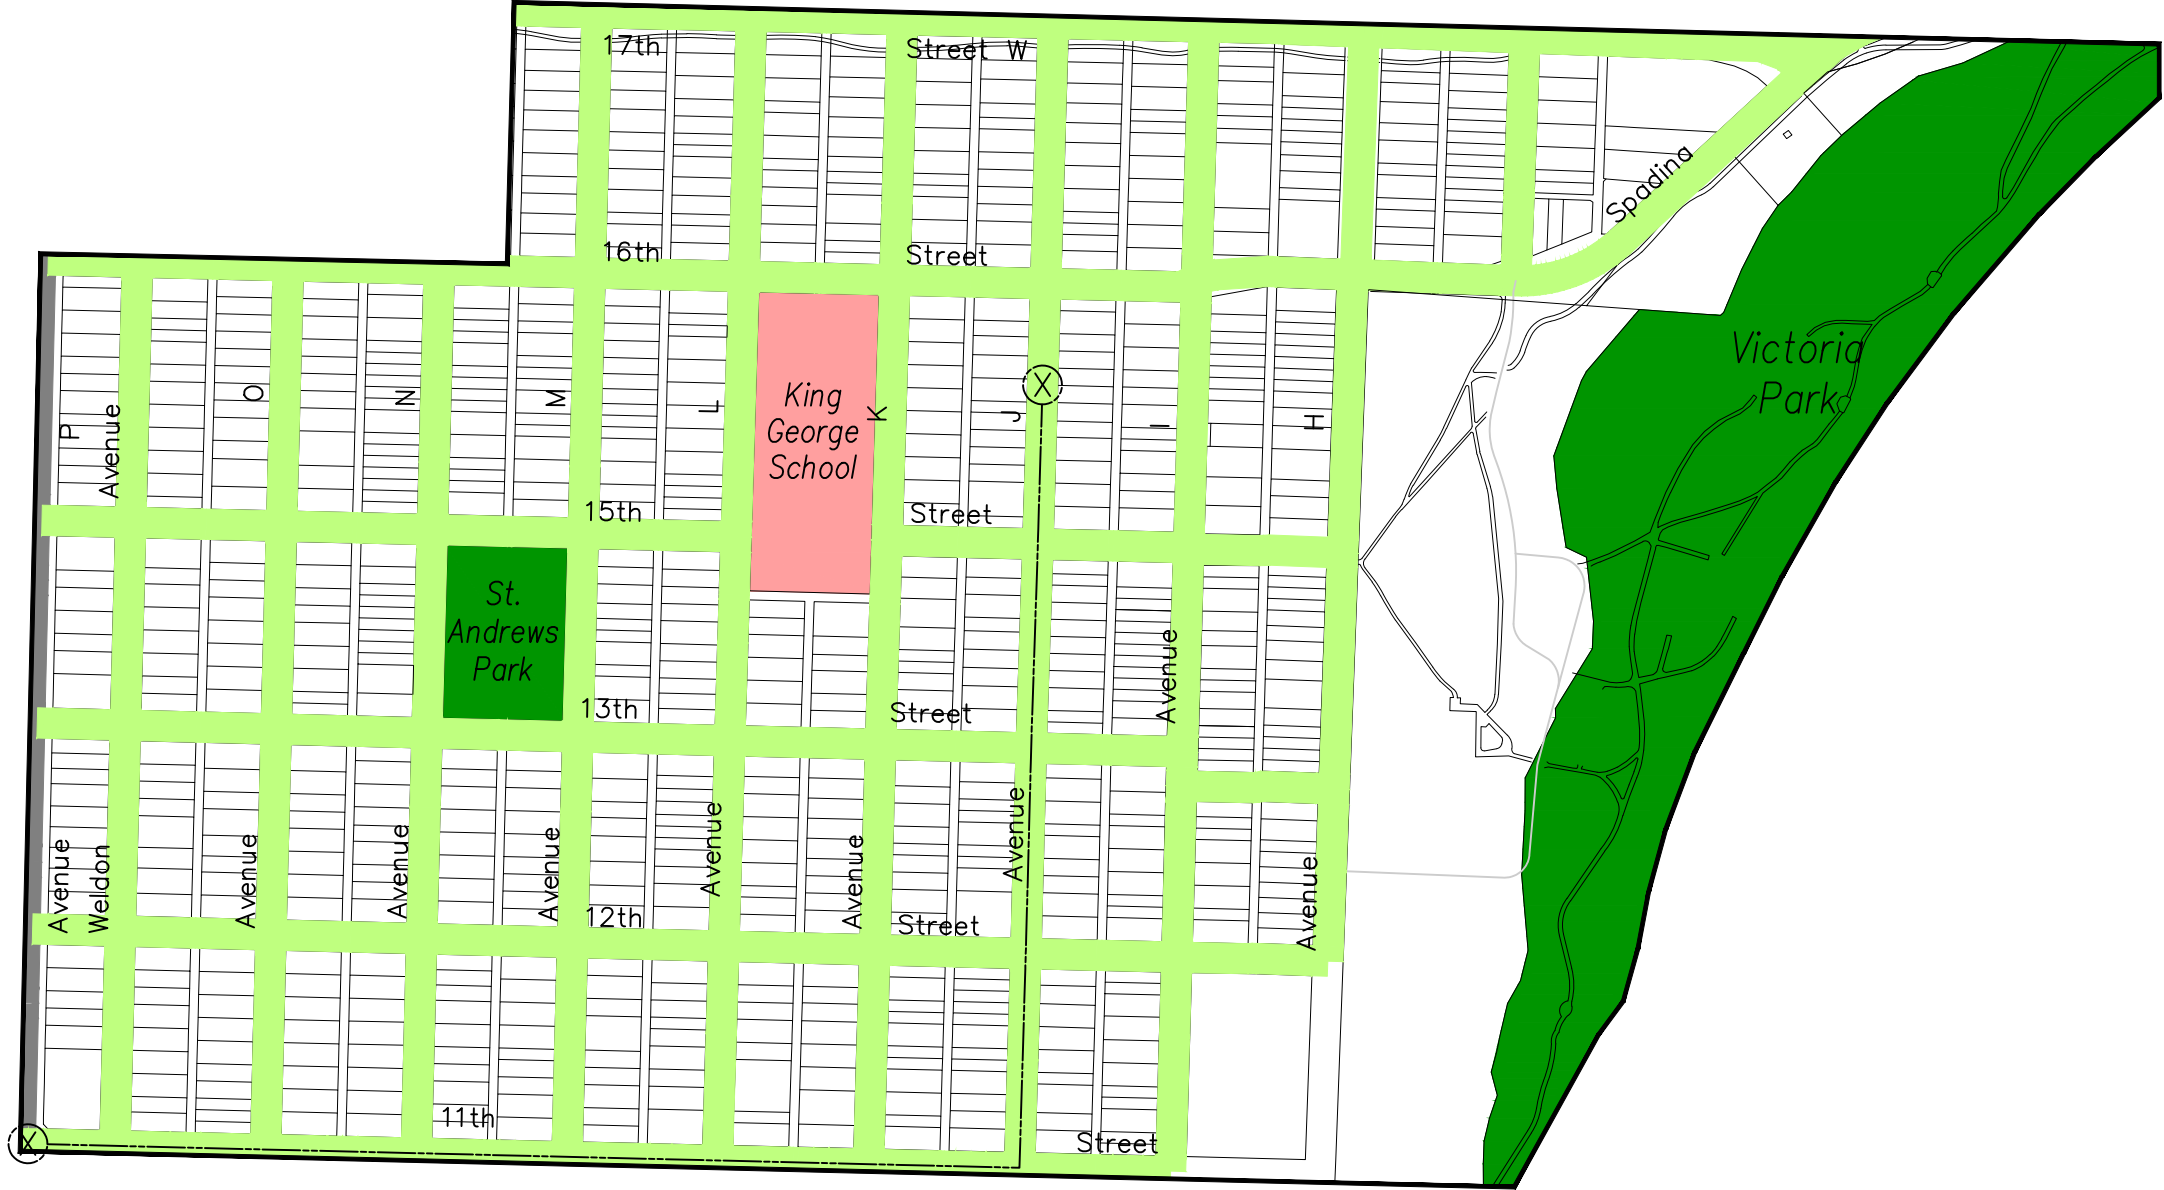 17th Street W
Spadina
16th Street
Victoria
Park
P Avenue
O
N
M
L
King
George
School
K
J
X
I
H
15th Street
St.
Andrews
Park
Avenue
13th Street
Avenue
Weldon
Avenue
Avenue
Avenue
Avenue
Avenue
Avenue
Avenue
12th Street
11th Street
X